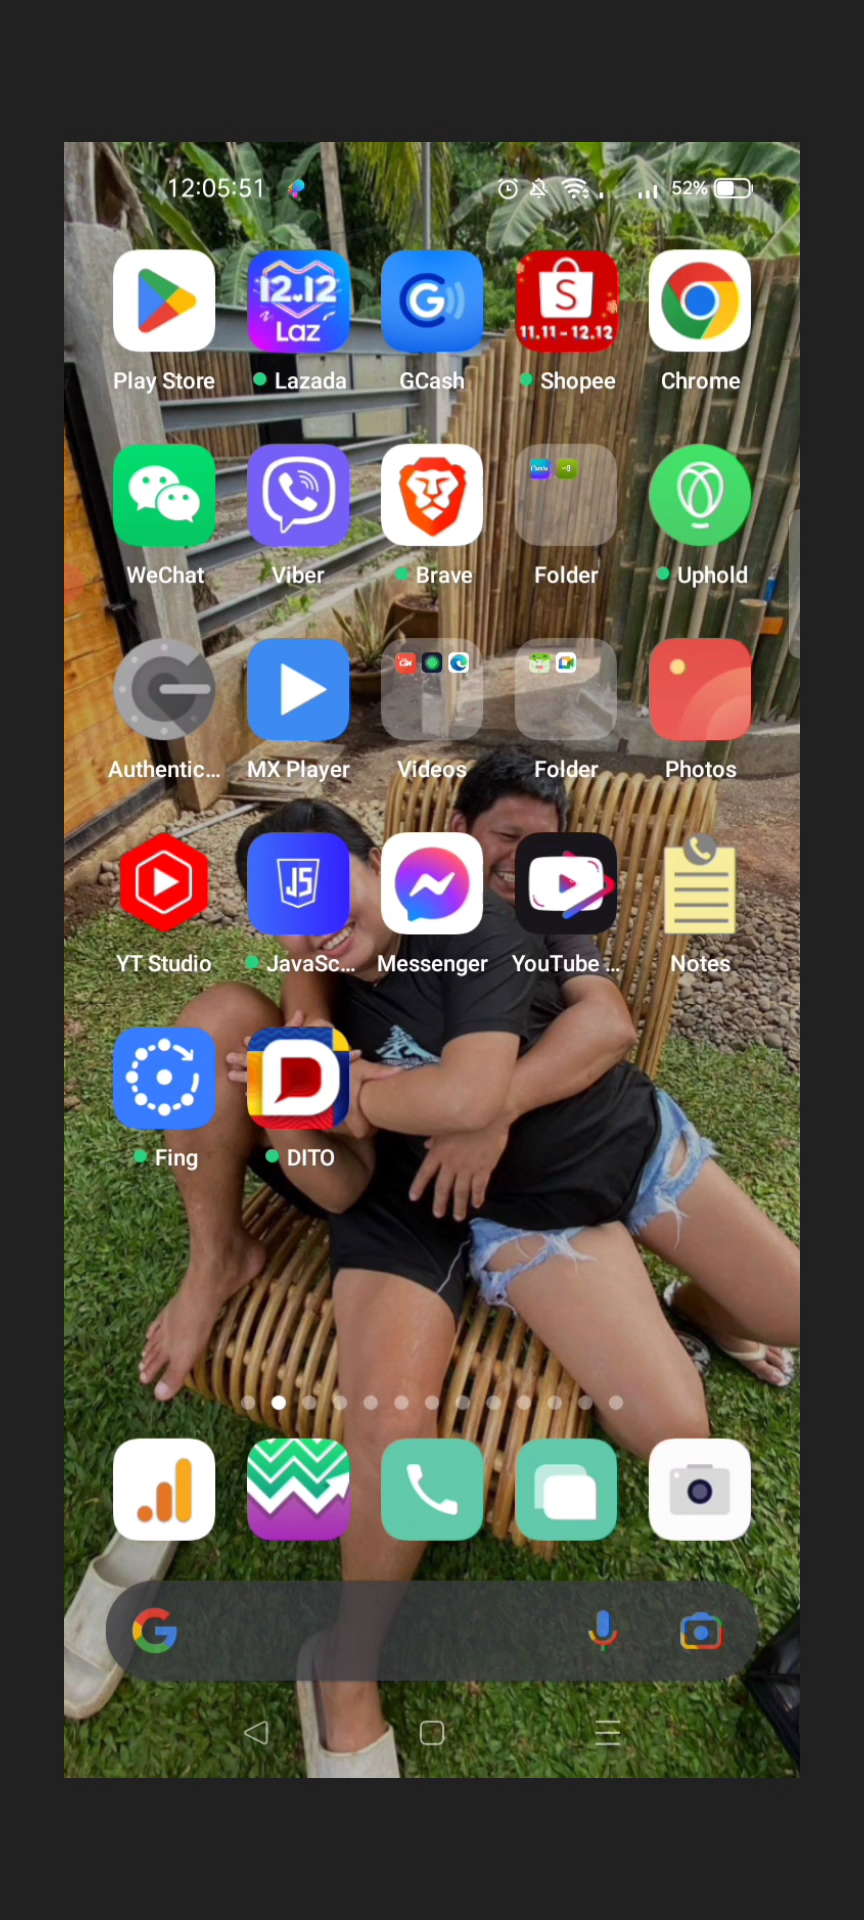 12:05:51 52%
12.12
Laz
S
11.11 - 12.12
Play Store Lazada GCash Shopee Chrome
WeChat Viber Brave Folder Uphold
Authentic... MX Player Videos Folder Photos
JS
YT Studio JavaSc... Messenger YouTube ... Notes
Fing DITO